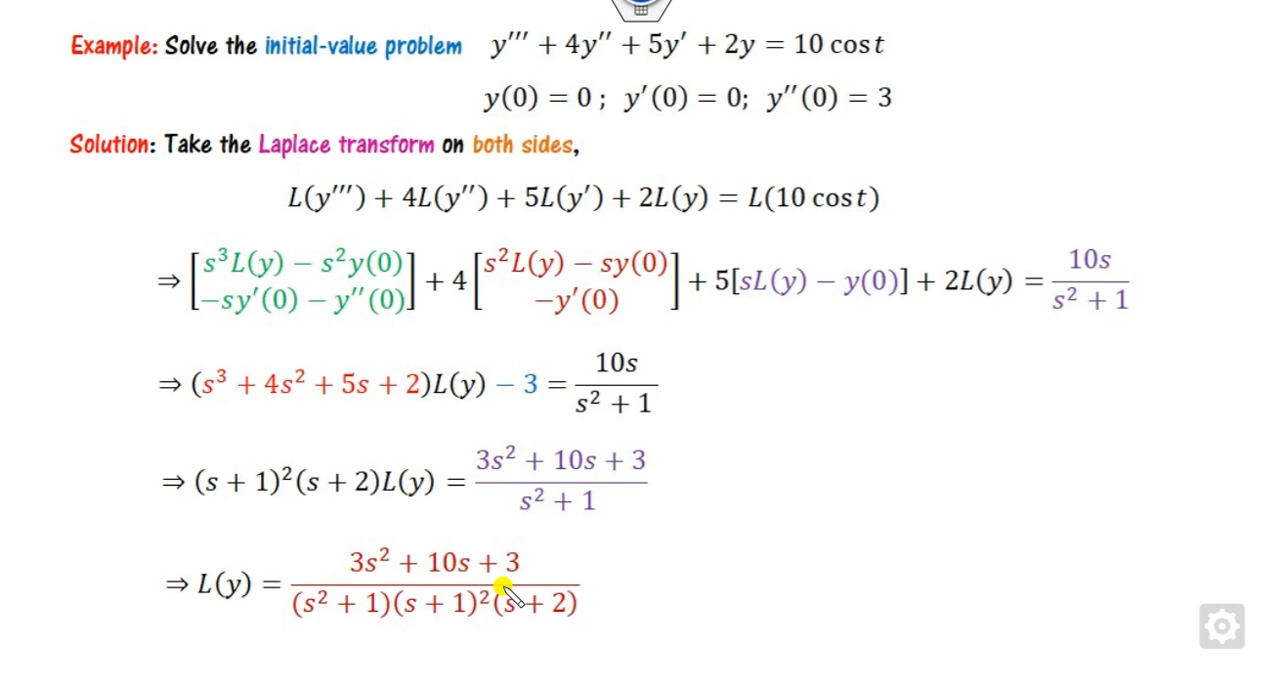 Example: Solve the initial-value problem y′′′ + 4y′′ + 5y′ + 2y = 10 cos t
y(0) = 0 ; y′(0) = 0; y′′(0) = 3
Solution: Take the Laplace transform on both sides,
L(y′′′) + 4L(y′′) + 5L(y′) + 2L(y) = L(10 cos t)
⇒ [s³L(y) − s²y(0) −sy′(0) − y′′(0)] + 4 [s²L(y) − sy(0) −y′(0)] + 5[sL(y) − y(0)] + 2L(y) = 10s / (s² + 1)
⇒ (s³ + 4s² + 5s + 2)L(y) − 3 = 10s / (s² + 1)
⇒ (s + 1)²(s + 2)L(y) = (3s² + 10s + 3) / (s² + 1)
⇒ L(y) = (3s² + 10s + 3) / ((s² + 1)(s + 1)²(s + 2))